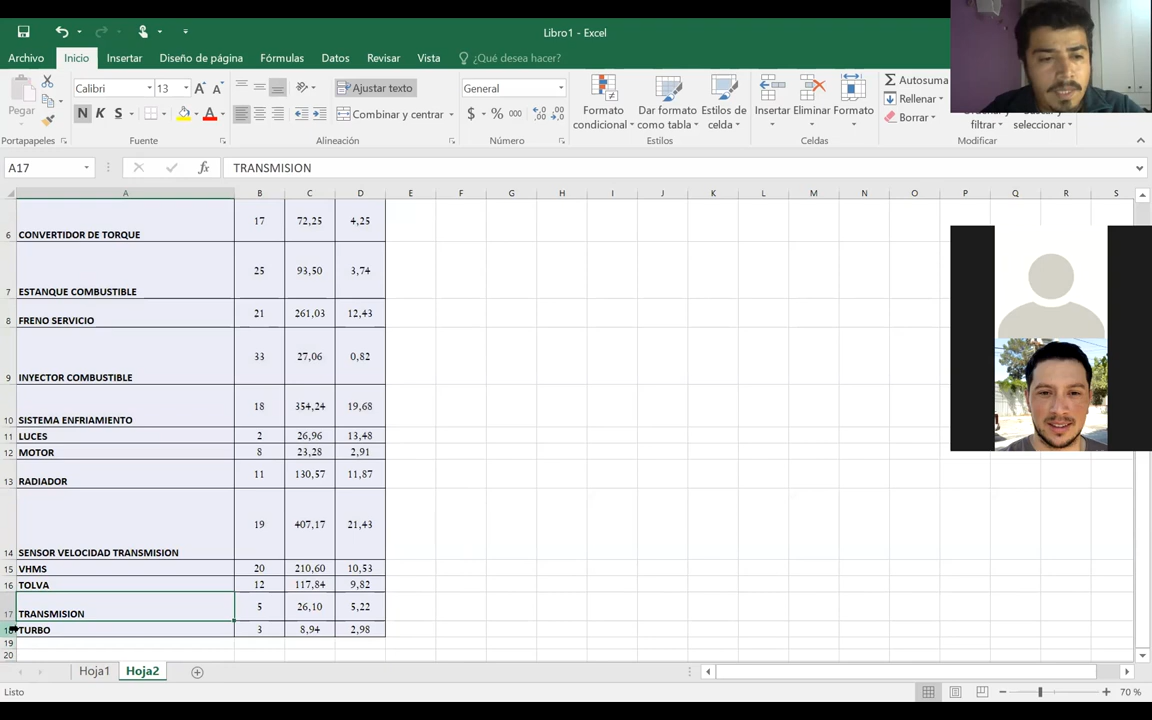 Libro1 - Excel
Archivo Inicio Insertar Diseño de página Fórmulas Datos Revisar Vista ¿Qué desea hacer?
Pegar
Calibri 13 A A
N K S A
Ajustar texto
Combinar y centrar
General
$ % 000
Formato condicional
Dar formato como tabla
Estilos de celda
Insertar Eliminar Formato
Autosuma
Rellenar
Borrar
filtrar
seleccionar
Portapapeles Fuente Alineación Número Estilos Celdas Modificar
A17 fx TRANSMISION
A B C D E F G H I J K L M N O P Q R S
6 CONVERTIDOR DE TORQUE 17 72,25 4,25
7 ESTANQUE COMBUSTIBLE 25 93,50 3,74
8 FRENO SERVICIO 21 261,03 12,43
9 INYECTOR COMBUSTIBLE 33 27,06 0,82
10 SISTEMA ENFRIAMIENTO 18 354,24 19,68
11 LUCES 2 26,96 13,48
12 MOTOR 8 23,28 2,91
13 RADIADOR 11 130,57 11,87
14 SENSOR VELOCIDAD TRANSMISION 19 407,17 21,43
15 VHMS 20 210,60 10,53
16 TOLVA 12 117,84 9,82
17 TRANSMISION 5 26,10 5,22
18 TURBO 3 8,94 2,98
19
20
Hoja1 Hoja2
Listo 70 %